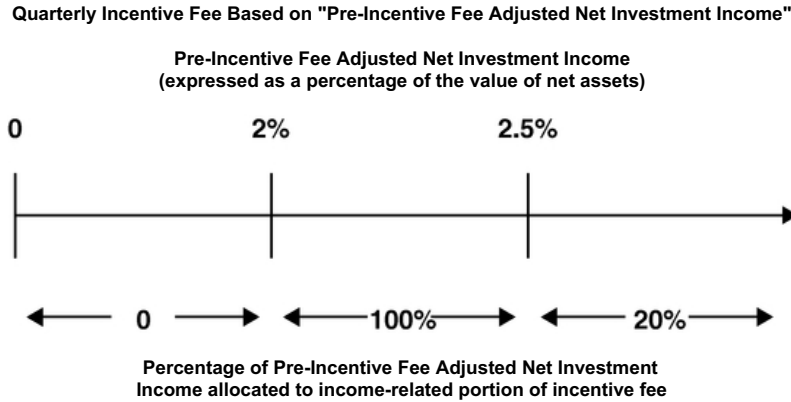 Quarterly Incentive Fee Based on "Pre-Incentive Fee Adjusted Net Investment Income"
Pre-Incentive Fee Adjusted Net Investment Income
(expressed as a percentage of the value of net assets)
0 2% 2.5%
0 100% 20%
Percentage of Pre-Incentive Fee Adjusted Net Investment
Income allocated to income-related portion of incentive fee